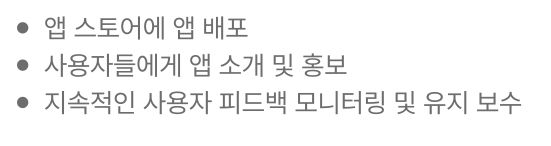 • 앱 스토어에 앱 배포
• 사용자들에게 앱 소개 및 홍보
• 지속적인 사용자 피드백 모니터링 및 유지 보수